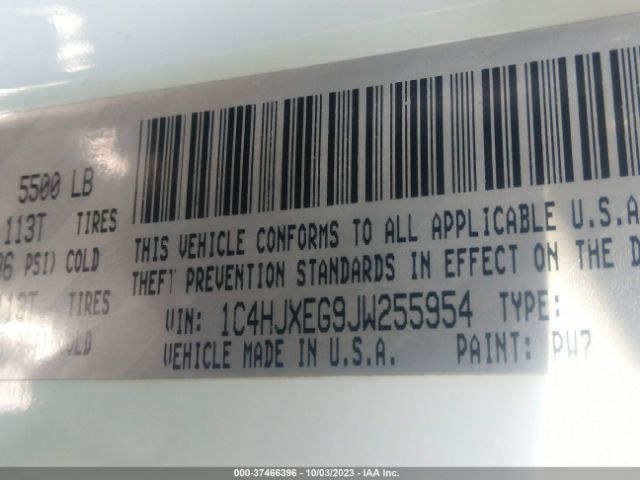 5500 LB
113T TIRES
PSI) COLD
TIRES
THIS VEHICLE CONFORMS TO ALL APPLICABLE U.S.A
THEFT PREVENTION STANDARDS IN EFFECT ON THE D
VIN: 1C4HJXEG9JW255954 TYPE:
VEHICLE MADE IN U.S.A. PAINT: PW7
000-37466396 - 10/03/2023 - IAA Inc.